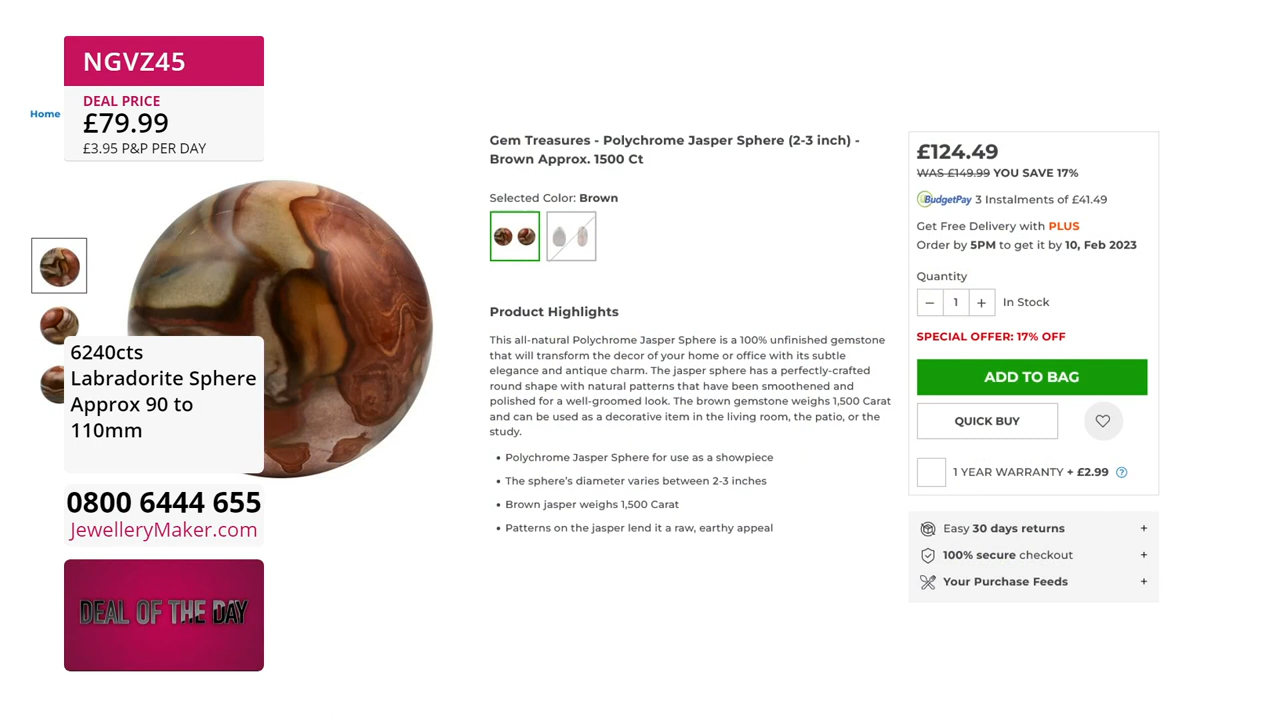 NGVZ45
DEAL PRICE
£79.99
£3.95 P&P PER DAY
Home
6240cts
Labradorite Sphere
Approx 90 to
110mm
0800 6444 655
JewelleryMaker.com
DEAL OF THE DAY
Gem Treasures - Polychrome Jasper Sphere (2-3 inch) -
Brown Approx. 1500 Ct
Selected Color: Brown
Product Highlights
This all-natural Polychrome Jasper Sphere is a 100% unfinished gemstone
that will transform the decor of your home or office with its subtle
elegance and antique charm. The jasper sphere has a perfectly-crafted
round shape with natural patterns that have been smoothened and
polished for a well-groomed look. The brown gemstone weighs 1,500 Carat
and can be used as a decorative item in the living room, the patio, or the
study.
• Polychrome Jasper Sphere for use as a showpiece
• The sphere's diameter varies between 2-3 inches
• Brown jasper weighs 1,500 Carat
• Patterns on the jasper lend it a raw, earthy appeal
£124.49
WAS £149.99 YOU SAVE 17%
BudgetPay 3 Instalments of £41.49
Get Free Delivery with PLUS
Order by 5PM to get it by 10, Feb 2023
Quantity
− 1 + In Stock
SPECIAL OFFER: 17% OFF
ADD TO BAG
QUICK BUY
1 YEAR WARRANTY + £2.99 ?
Easy 30 days returns +
100% secure checkout +
Your Purchase Feeds +